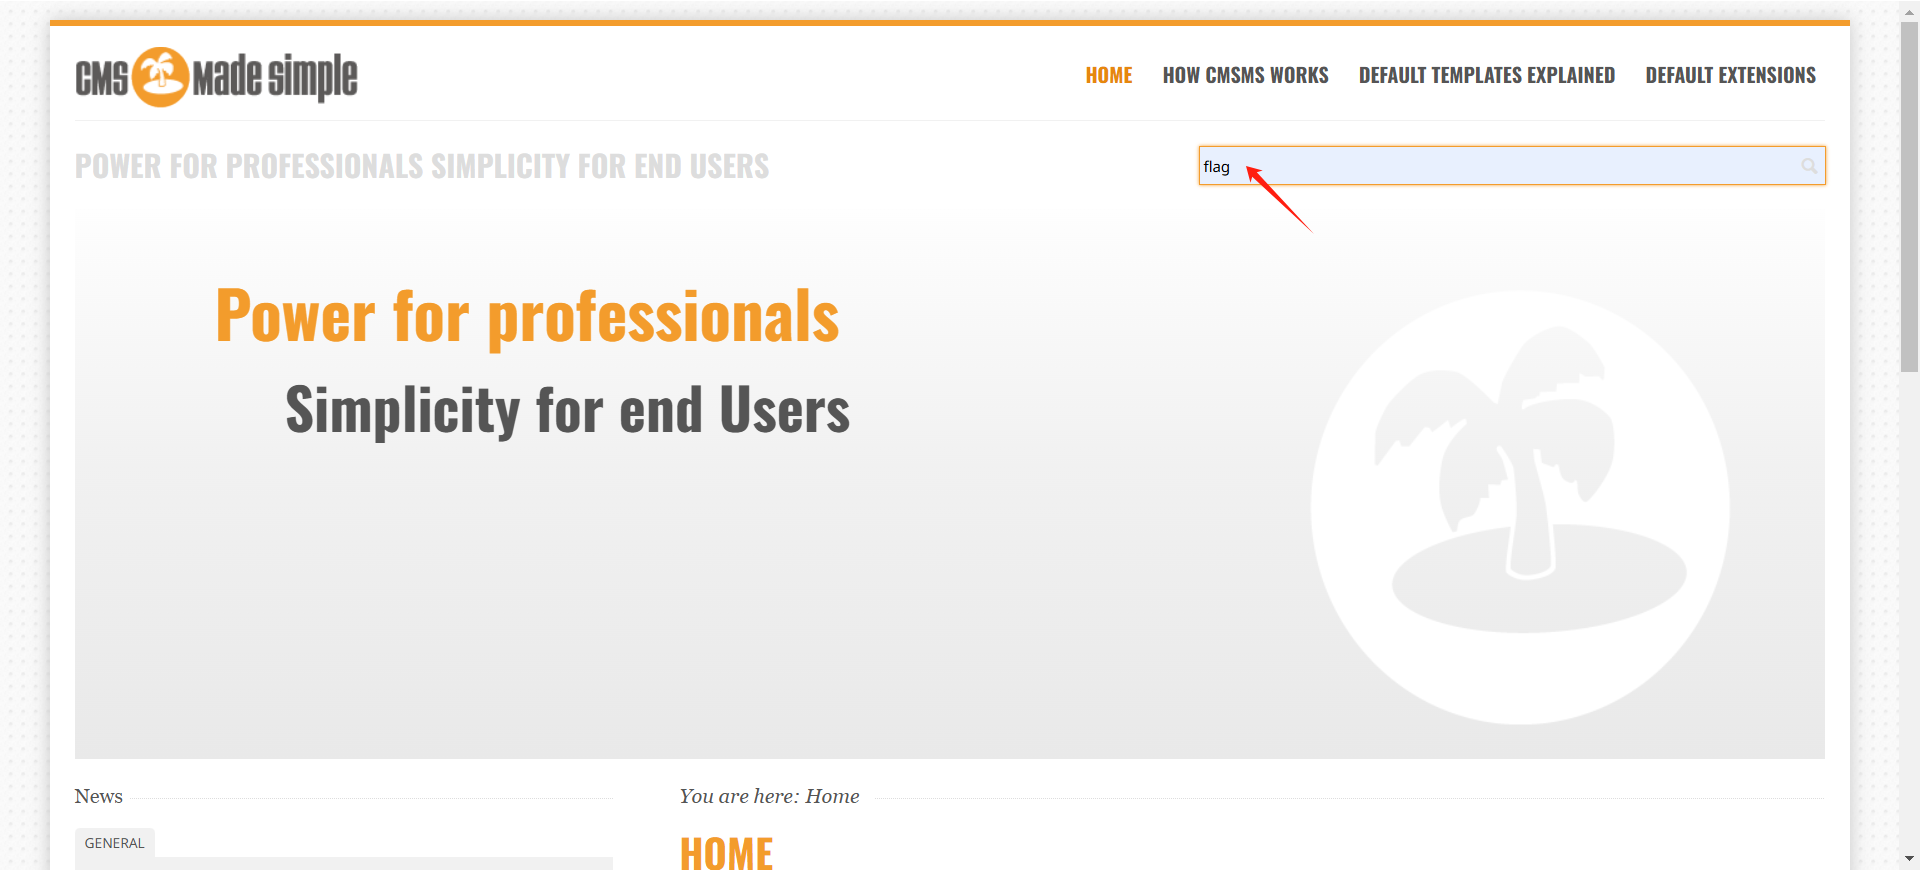 CMS Made Simple
HOME HOW CMSMS WORKS DEFAULT TEMPLATES EXPLAINED DEFAULT EXTENSIONS
POWER FOR PROFESSIONALS SIMPLICITY FOR END USERS
flag
Power for professionals
Simplicity for end Users
News
You are here: Home
GENERAL
HOME